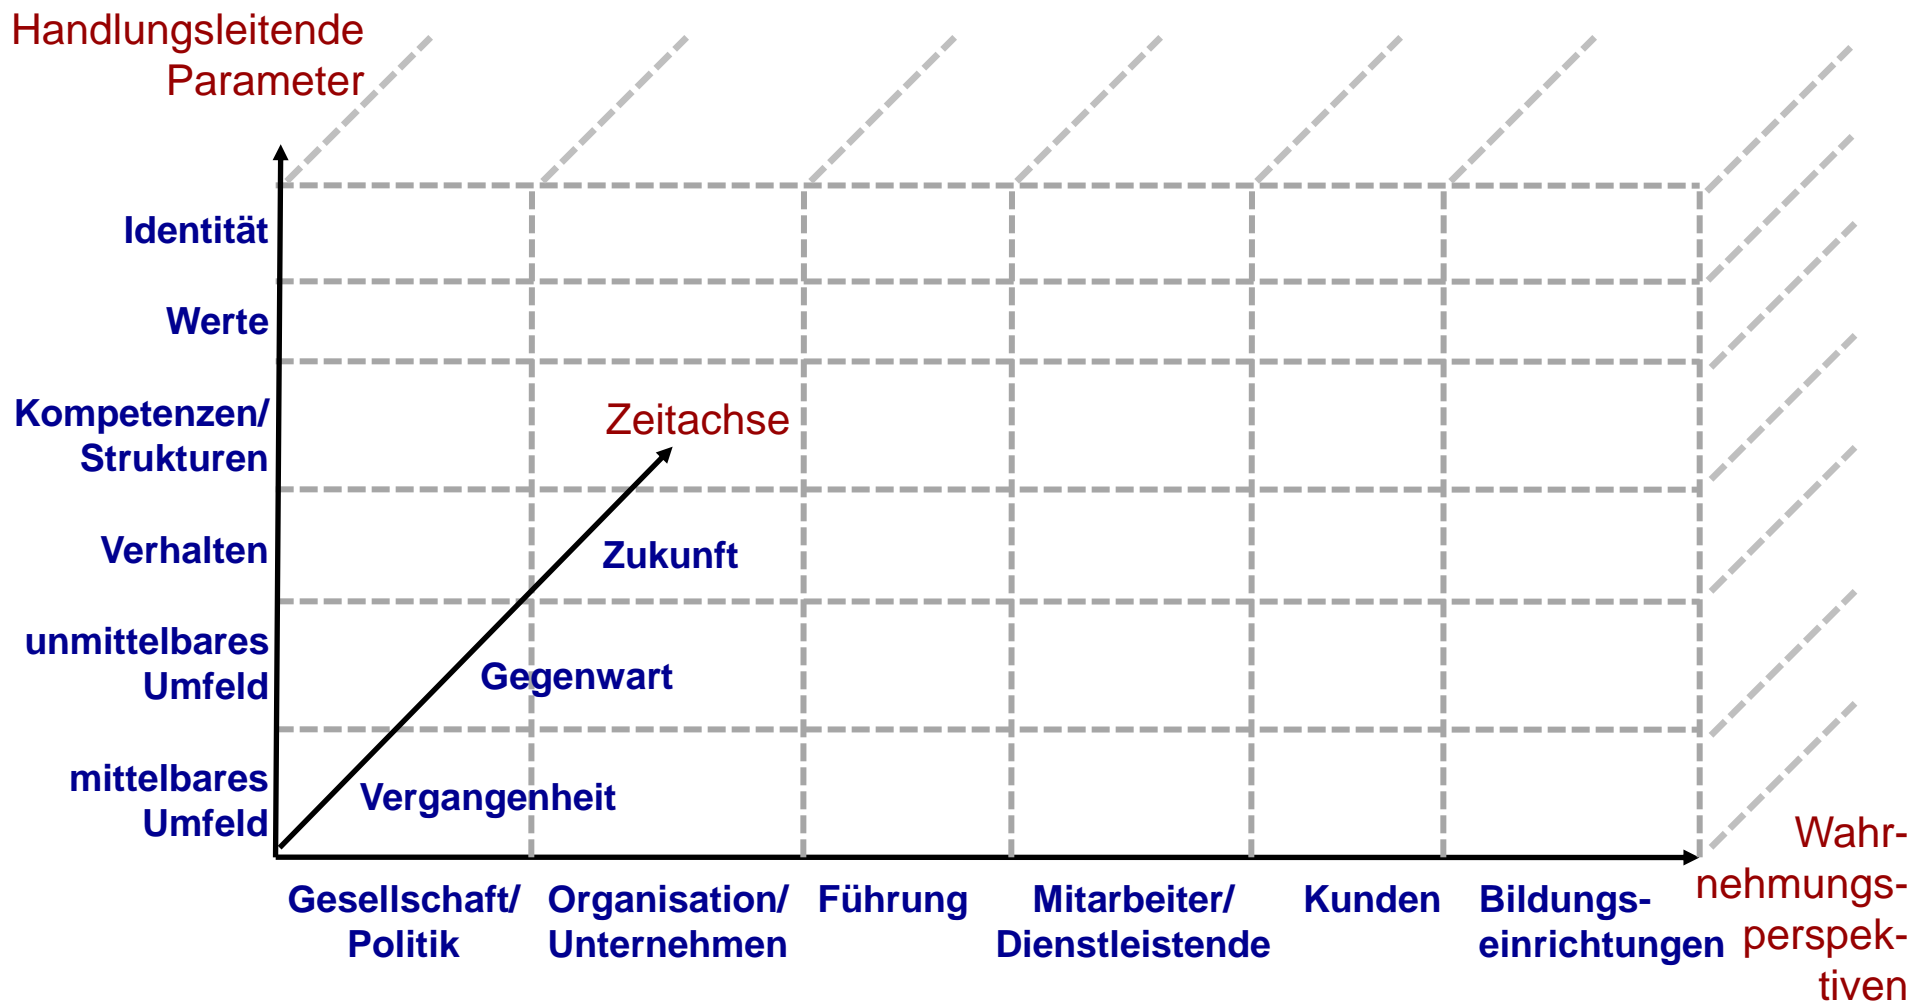 Handlungsleitende
Parameter
Identität
Werte
Kompetenzen/
Strukturen
Zeitachse
Verhalten
Zukunft
unmittelbares
Umfeld
Gegenwart
mittelbares
Umfeld
Vergangenheit
Gesellschaft/
Politik
Organisation/
Unternehmen
Führung
Mitarbeiter/
Dienstleistende
Kunden
Bildungs-
einrichtungen
Wahr-
nehmungs-
perspek-
tiven